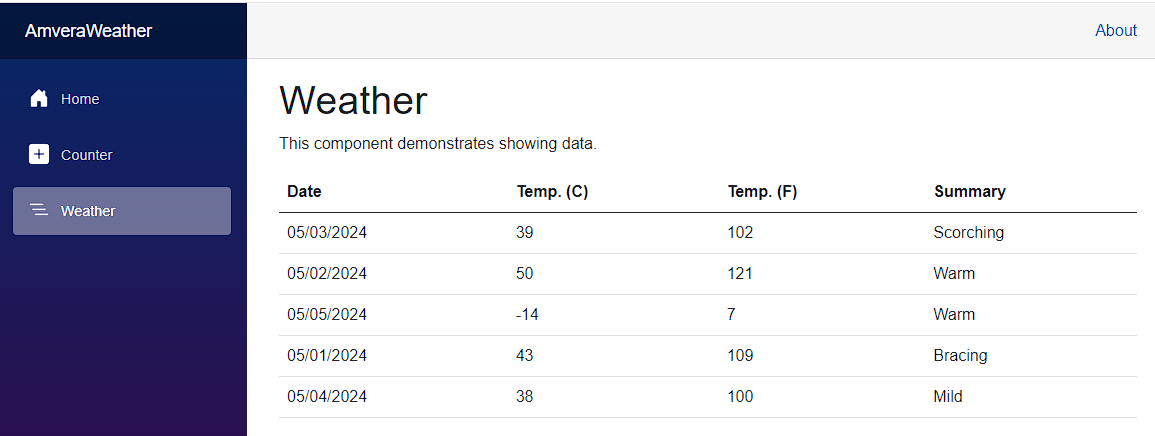 AmveraWeather
About
Home
Counter
Weather
Weather
This component demonstrates showing data.
Date Temp. (C) Temp. (F) Summary
05/03/2024 39 102 Scorching
05/02/2024 50 121 Warm
05/05/2024 -14 7 Warm
05/01/2024 43 109 Bracing
05/04/2024 38 100 Mild